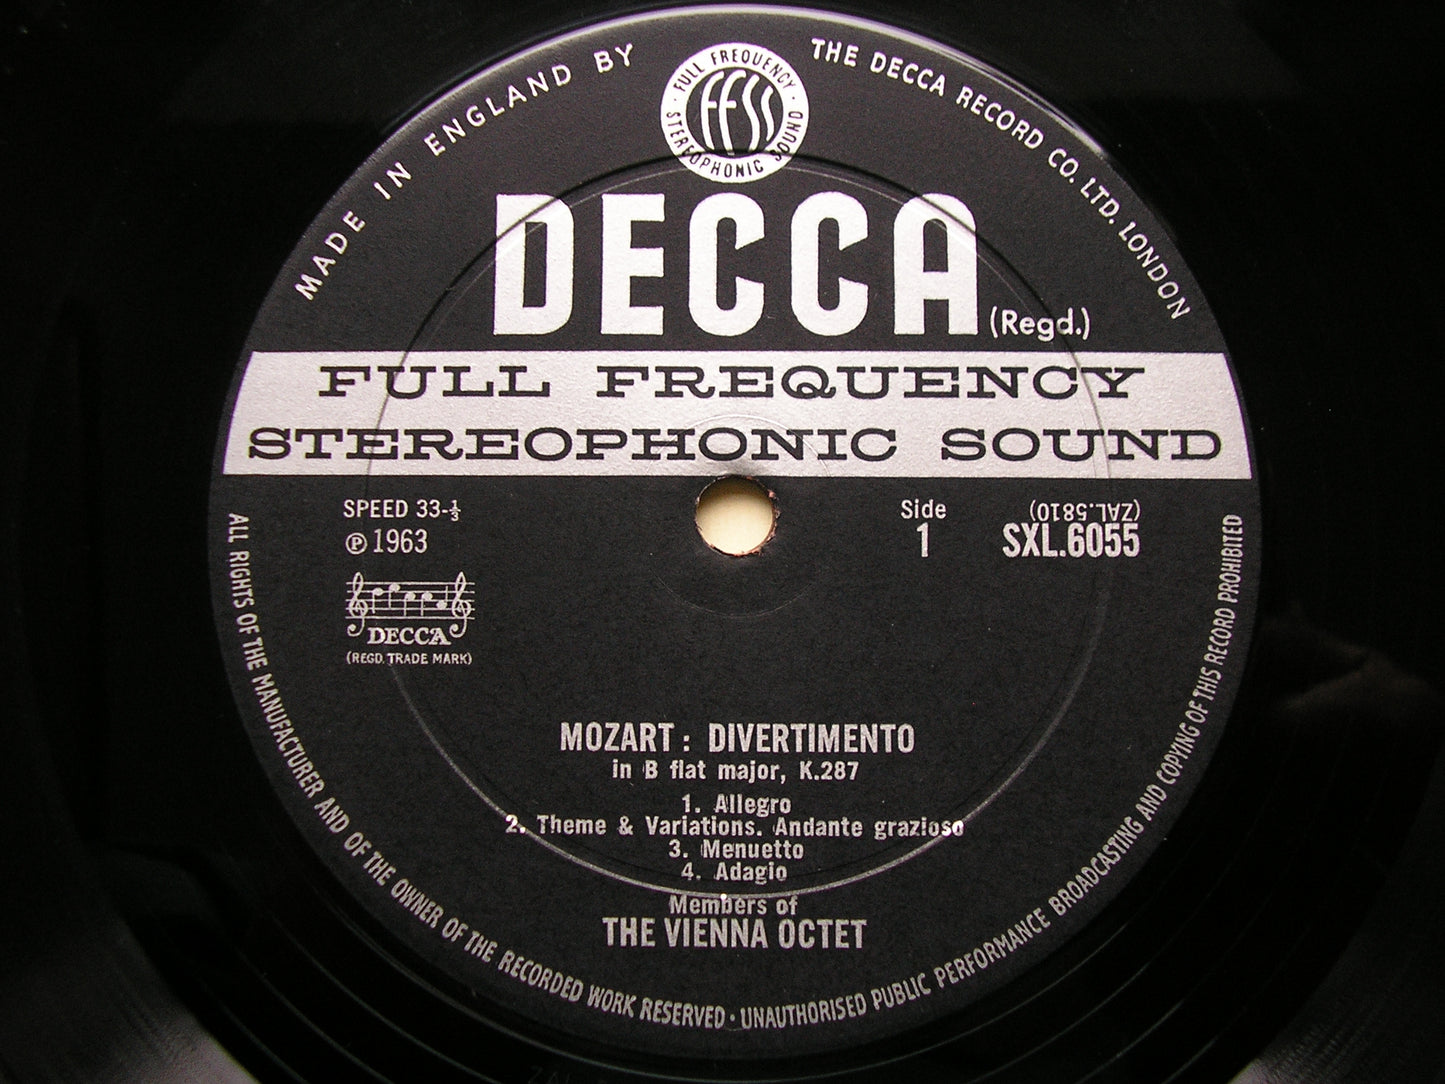 MADE IN ENGLAND BY
THE DECCA RECORD CO. LTD. LONDON
FULL FREQUENCY
FFSS
STEREOPHONIC SOUND
DECCA (Regd.)
FULL FREQUENCY
STEREOPHONIC SOUND
SPEED 33-⅓
℗ 1963
Side
1
(ZAL.5810)
SXL.6055
DECCA
(REGD. TRADE MARK)
MOZART : DIVERTIMENTO
in B flat major, K.287
1. Allegro
2. Theme & Variations. Andante grazioso
3. Menuetto
4. Adagio
Members of
THE VIENNA OCTET
ALL RIGHTS OF THE MANUFACTURER AND OF THE OWNER OF THE RECORDED WORK RESERVED · UNAUTHORISED PUBLIC PERFORMANCE BROADCASTING AND COPYING OF THIS RECORD PROHIBITED